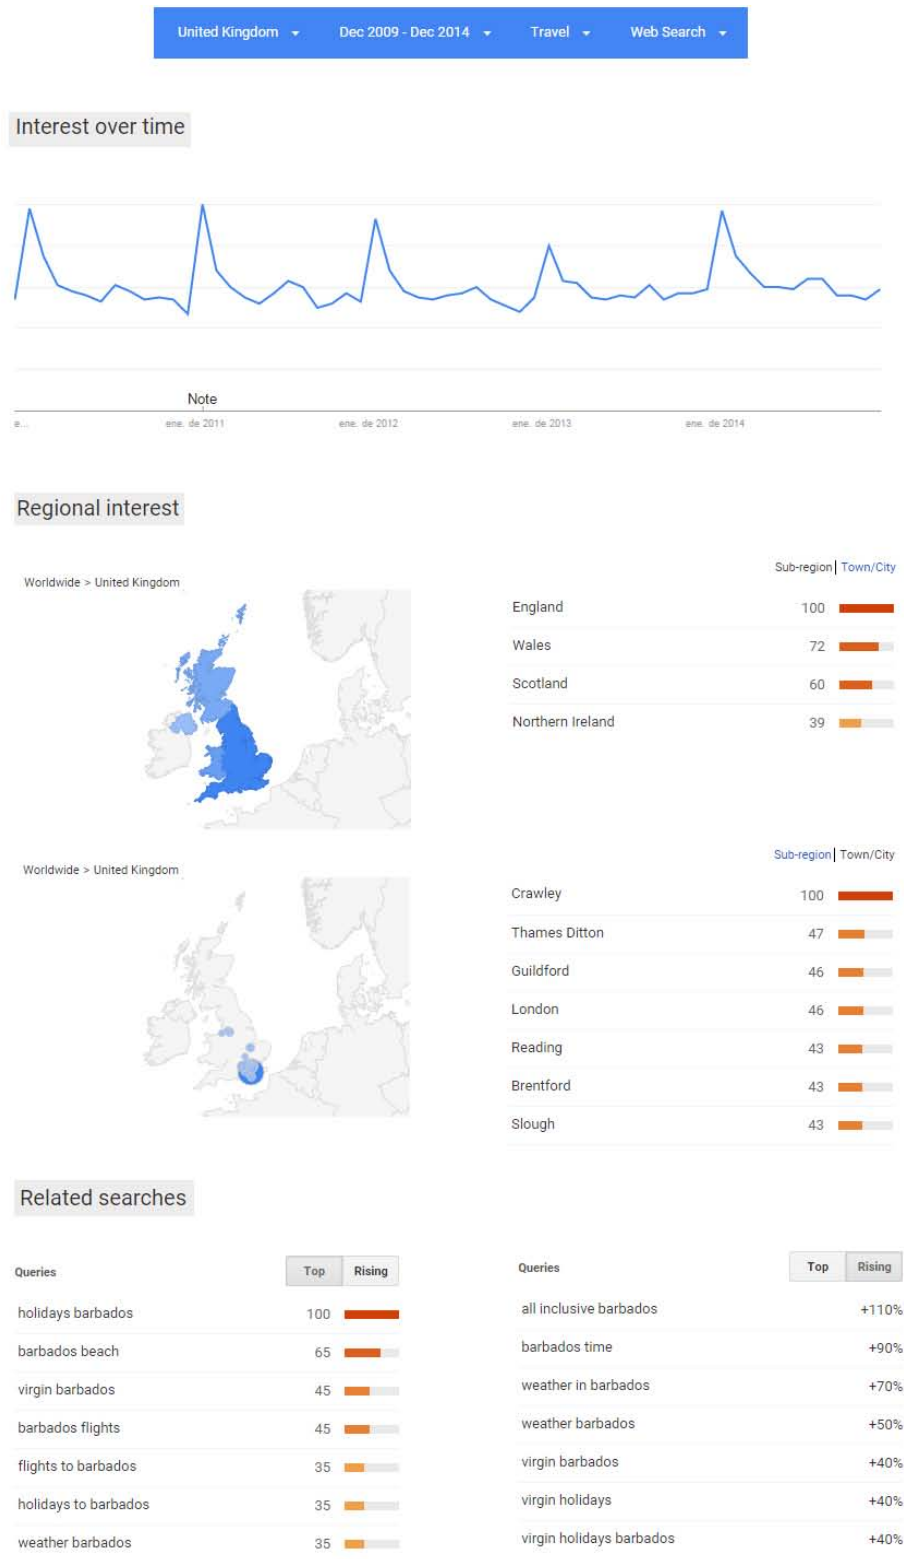 United Kingdom Dec 2009 - Dec 2014 Travel Web Search
Interest over time
Note
e... ene. de 2011 ene. de 2012 ene. de 2013 ene. de 2014
Regional interest
Worldwide > United Kingdom
Sub-region | Town/City
England 100
Wales 72
Scotland 60
Northern Ireland 39
Worldwide > United Kingdom
Sub-region | Town/City
Crawley 100
Thames Ditton 47
Guildford 46
London 46
Reading 43
Brentford 43
Slough 43
Related searches
Queries Top Rising
holidays barbados 100
barbados beach 65
virgin barbados 45
barbados flights 45
flights to barbados 35
holidays to barbados 35
weather barbados 35
Queries Top Rising
all inclusive barbados +110%
barbados time +90%
weather in barbados +70%
weather barbados +50%
virgin barbados +40%
virgin holidays +40%
virgin holidays barbados +40%